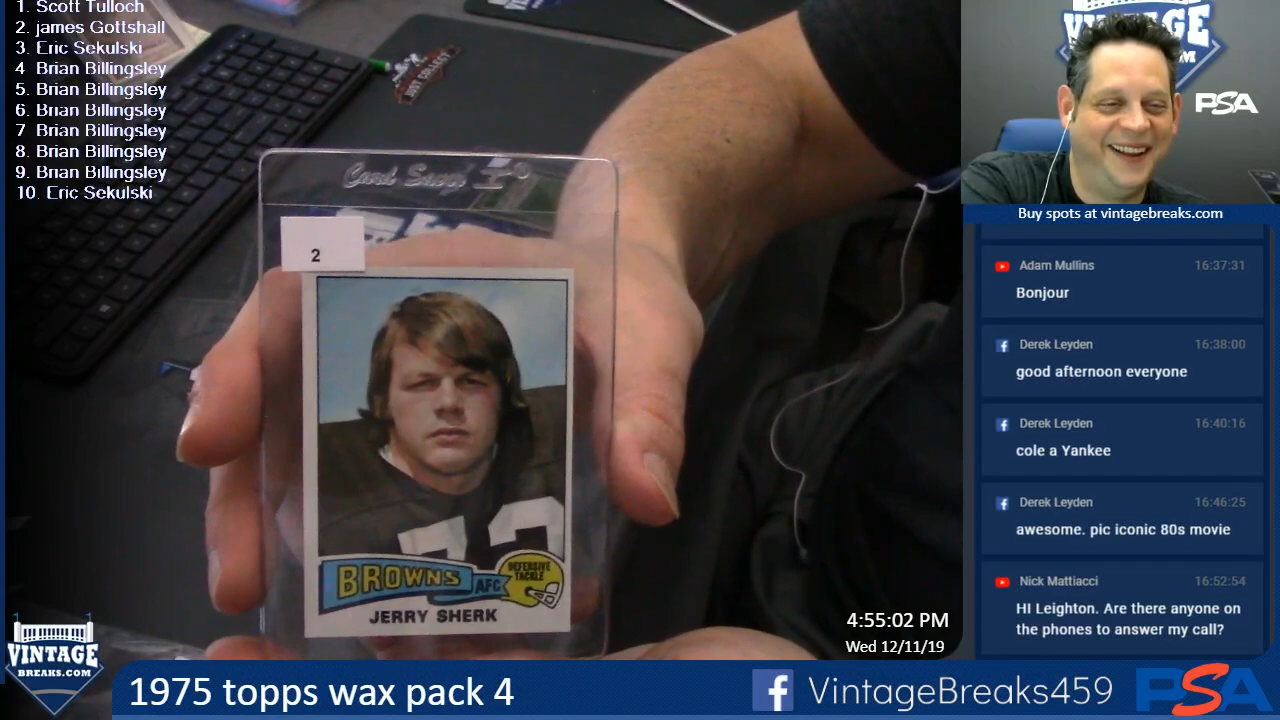 1. Scott Tulloch
2. james Gottshall
3. Eric Sekulski
4 Brian Billingsley
5. Brian Billingsley
6. Brian Billingsley
7 Brian Billingsley
8. Brian Billingsley
9. Brian Billingsley
10. Eric Sekulski
JUST COLLECT
Card Saver I
2
BROWNS AFC
DEFENSIVE
TACKLE
JERRY SHERK
VINTAGE
PSA
Buy spots at vintagebreaks.com
Adam Mullins 16:37:31
Bonjour
Derek Leyden 16:38:00
good afternoon everyone
Derek Leyden 16:40:16
cole a Yankee
Derek Leyden 16:46:25
awesome. pic iconic 80s movie
Nick Mattiacci 16:52:54
HI Leighton. Are there anyone on
the phones to answer my call?
4:55:02 PM
Wed 12/11/19
VINTAGE
BREAKS.COM
1975 topps wax pack 4
VintageBreaks459
PSA